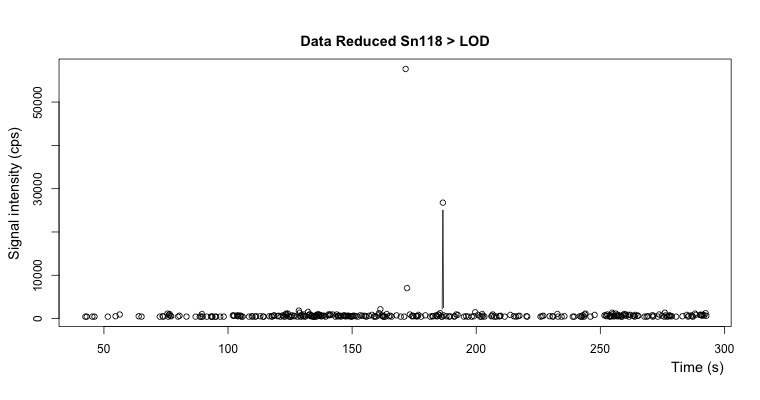 Data Reduced Sn118 > LOD
Signal intensity (cps)
50000
30000
10000
0
50 100 150 200 250 300
Time (s)